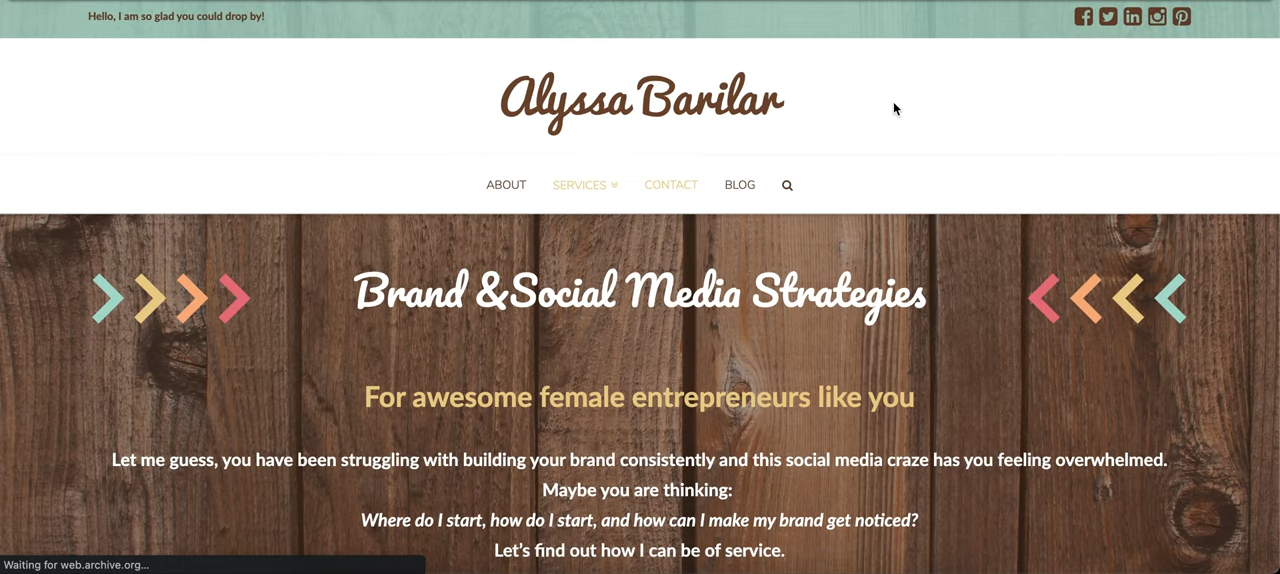 Hello, I am so glad you could drop by!
Alyssa Barilar
ABOUT SERVICES CONTACT BLOG
Brand &Social Media Strategies
For awesome female entrepreneurs like you
Let me guess, you have been struggling with building your brand consistently and this social media craze has you feeling overwhelmed.
Maybe you are thinking:
Where do I start, how do I start, and how can I make my brand get noticed?
Let's find out how I can be of service.
Waiting for web.archive.org...